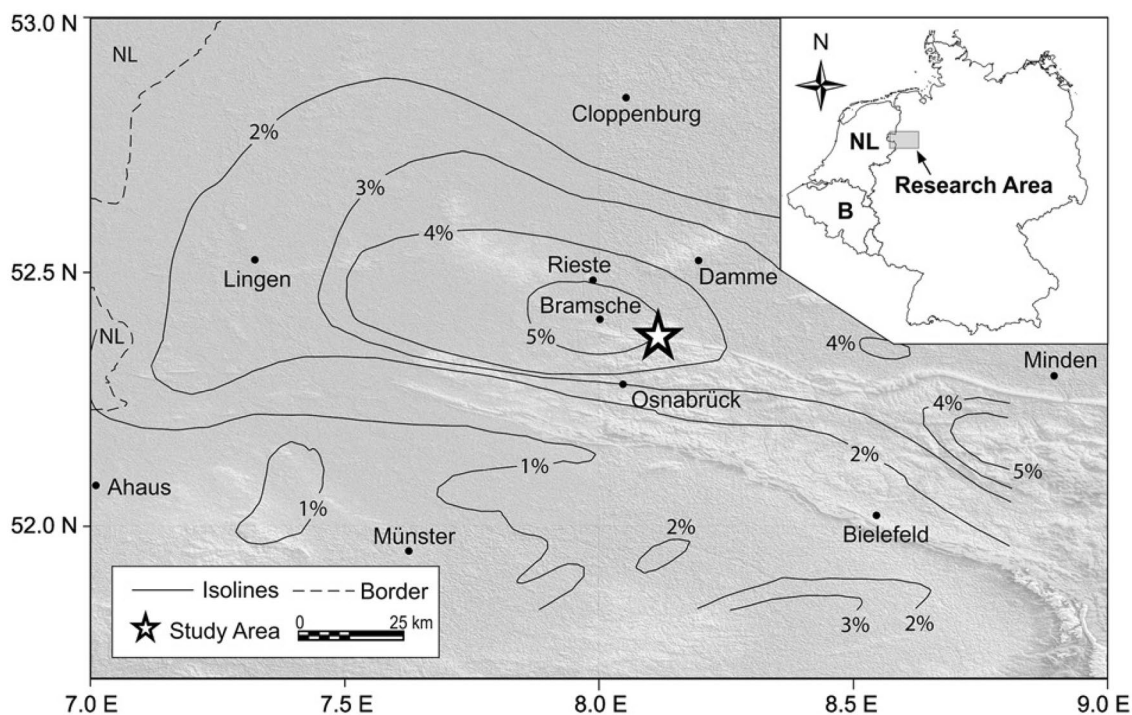 53.0 N
NL
N
Cloppenburg
2%
NL
3%
Research Area
B
4%
52.5 N
Lingen
Rieste
Damme
Bramsche
NL
5%
4%
Minden
Osnabrück
4%
2%
1%
5%
Ahaus
1%
52.0 N
Münster
2%
Bielefeld
Isolines
Border
Study Area
0
25 km
3%
2%
7.0 E
7.5 E
8.0 E
8.5 E
9.0 E